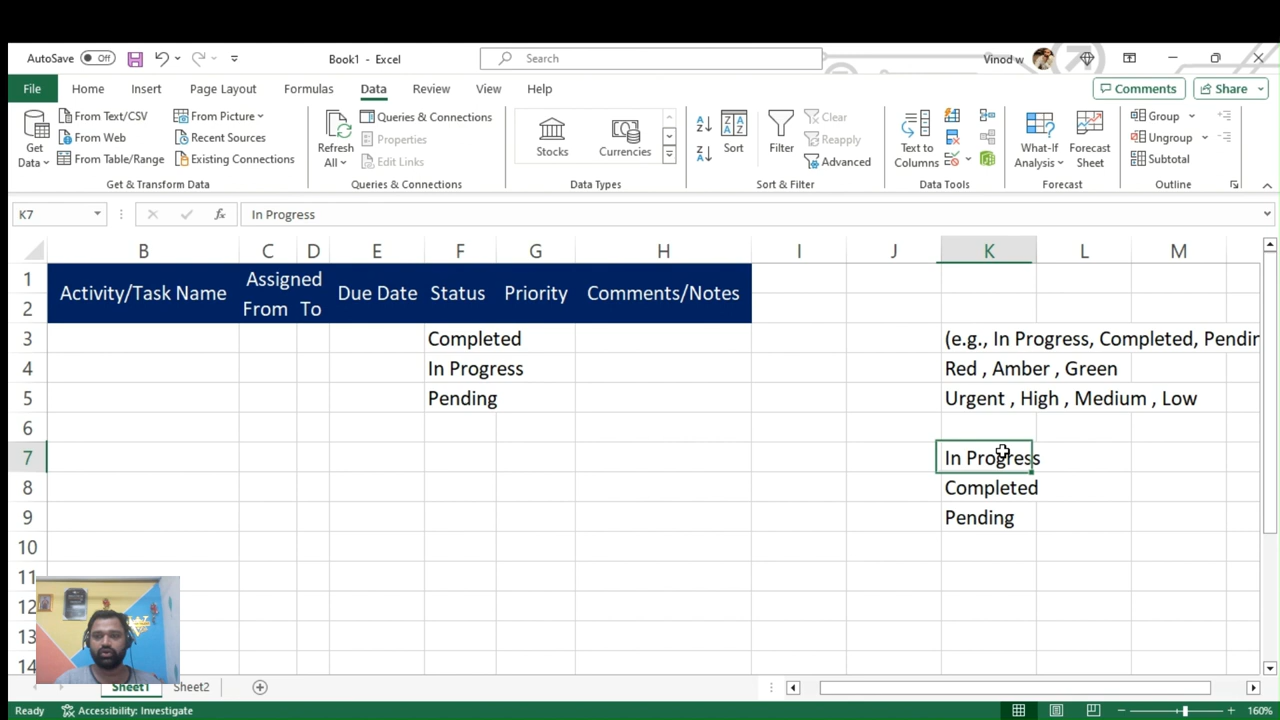 AutoSave Off Book1 - Excel Search Vinod w
File Home Insert Page Layout Formulas Data Review View Help Comments Share
Get Data
From Text/CSV
From Web
From Table/Range
From Picture
Recent Sources
Existing Connections
Get & Transform Data
Refresh All
Queries & Connections
Properties
Edit Links
Queries & Connections
Stocks Currencies
Data Types
Sort
Filter
Clear
Reapply
Advanced
Sort & Filter
Text to Columns
Data Tools
What-If Analysis
Forecast Sheet
Forecast
Group
Ungroup
Subtotal
Outline
K7 fx In Progress
B C D E F G H I J K L M
1 Assigned
Activity/Task Name Due Date Status Priority Comments/Notes
2 From To
3 Completed (e.g., In Progress, Completed, Pendin
4 In Progress Red , Amber , Green
5 Pending Urgent , High , Medium , Low
6
7 In Progress
8 Completed
9 Pending
10
11
12
13
14
W
Sheet1 Sheet2
Ready Accessibility: Investigate 160%